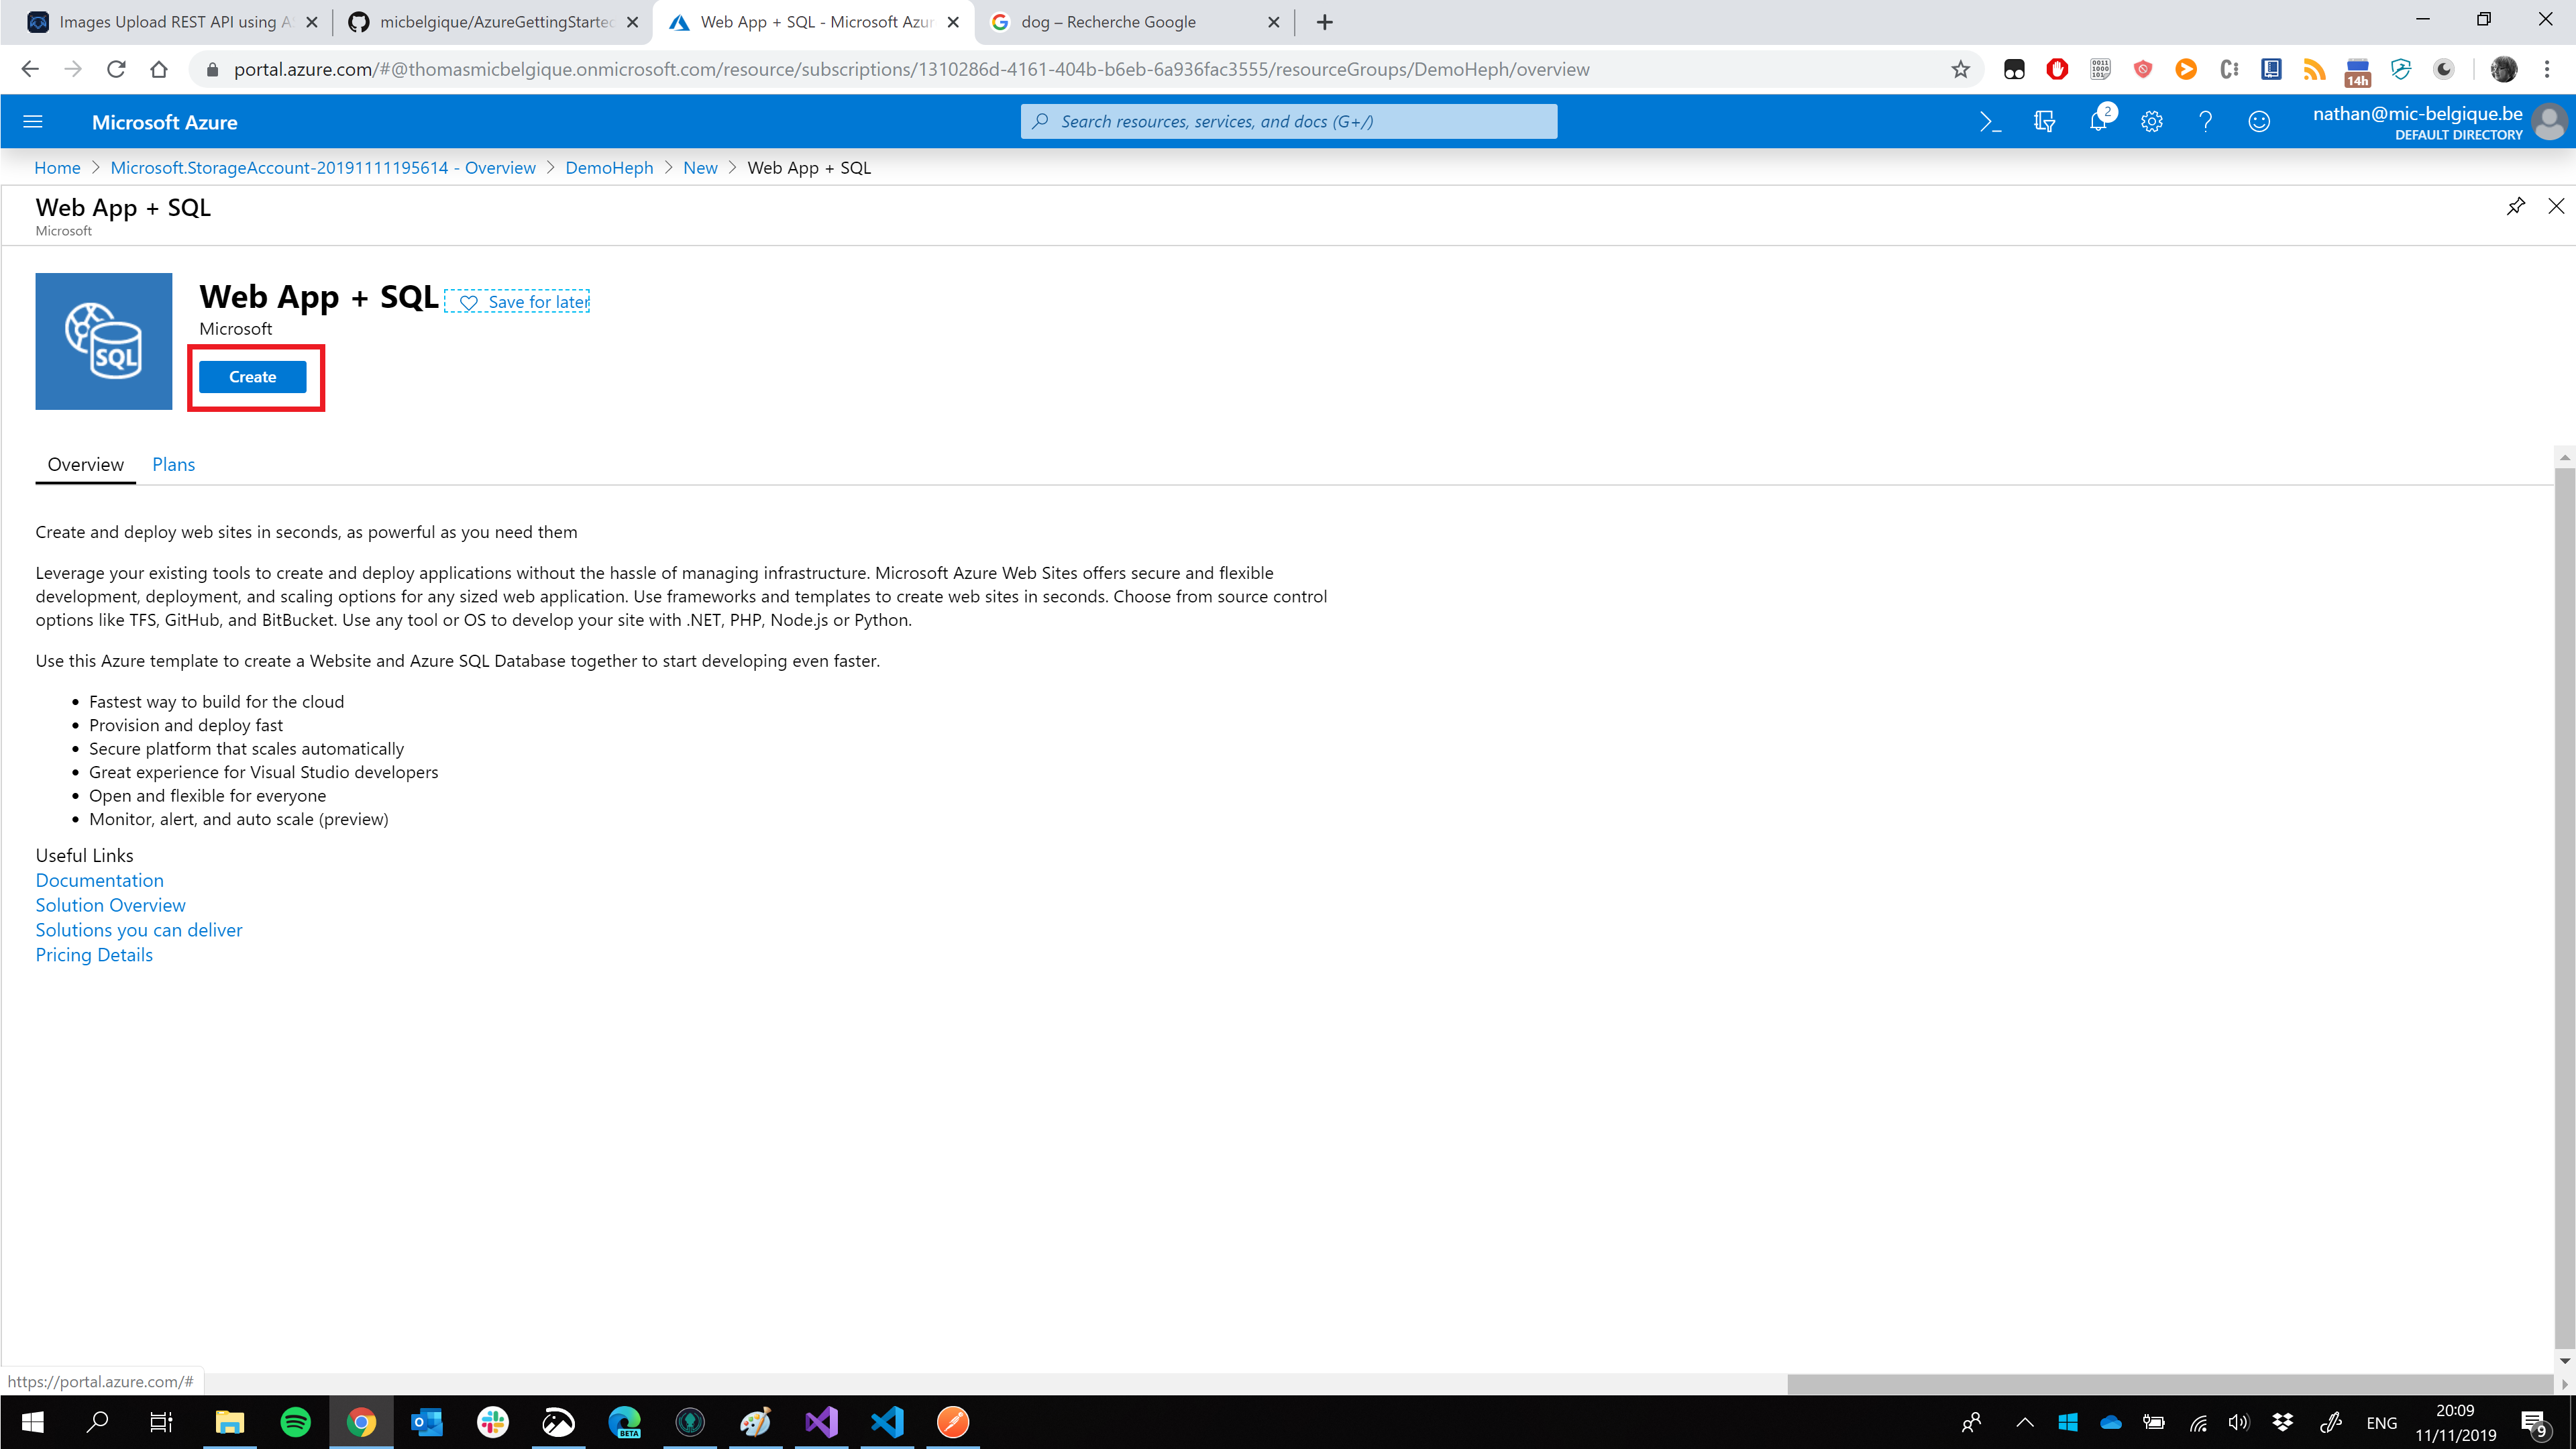 Images Upload REST API using A
micbelgique/AzureGettingStarted
Web App + SQL - Microsoft Azur
dog – Recherche Google
portal.azure.com/#@thomasmicbelgique.onmicrosoft.com/resource/subscriptions/1310286d-4161-404b-b6eb-6a936fac3555/resourceGroups/DemoHeph/overview
14h
Microsoft Azure
Search resources, services, and docs (G+/)
2
nathan@mic-belgique.be
DEFAULT DIRECTORY
Home > Microsoft.StorageAccount-20191111195614 - Overview > DemoHeph > New > Web App + SQL
Web App + SQL
Microsoft
SQL
Web App + SQL
Save for later
Microsoft
Create
Overview
Plans
Create and deploy web sites in seconds, as powerful as you need them
Leverage your existing tools to create and deploy applications without the hassle of managing infrastructure. Microsoft Azure Web Sites offers secure and flexible
development, deployment, and scaling options for any sized web application. Use frameworks and templates to create web sites in seconds. Choose from source control
options like TFS, GitHub, and BitBucket. Use any tool or OS to develop your site with .NET, PHP, Node.js or Python.
Use this Azure template to create a Website and Azure SQL Database together to start developing even faster.
• Fastest way to build for the cloud
• Provision and deploy fast
• Secure platform that scales automatically
• Great experience for Visual Studio developers
• Open and flexible for everyone
• Monitor, alert, and auto scale (preview)
Useful Links
Documentation
Solution Overview
Solutions you can deliver
Pricing Details
https://portal.azure.com/#
BETA
ENG
20:09
11/11/2019
9